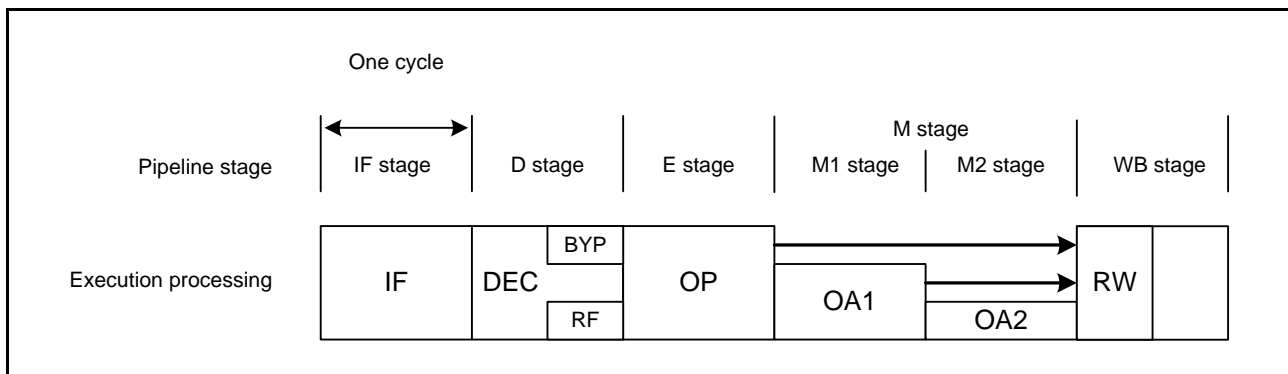 One cycle
M stage
Pipeline stage IF stage D stage E stage M1 stage M2 stage WB stage
BYP
Execution processing IF DEC OP OA1 RW
RF OA2